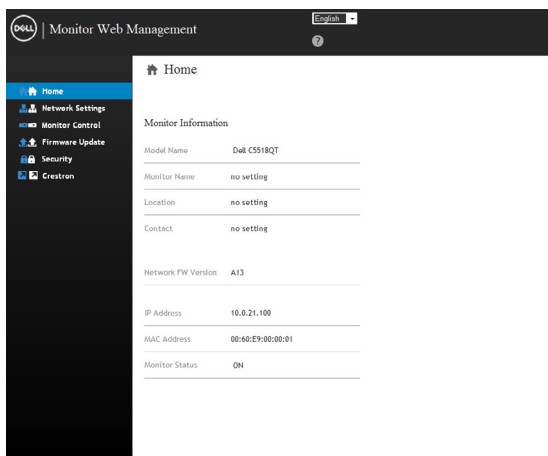 DELL | Monitor Web Management
English
?
Home
Home
Network Settings
Monitor Control
Firmware Update
Security
Crestron
Monitor Information
Model Name Dell C5518QT
Monitor Name no setting
Location no setting
Contact no setting
Network FW Version A13
IP Address 10.0.21.100
MAC Address 00:60:E9:00:00:01
Monitor Status ON